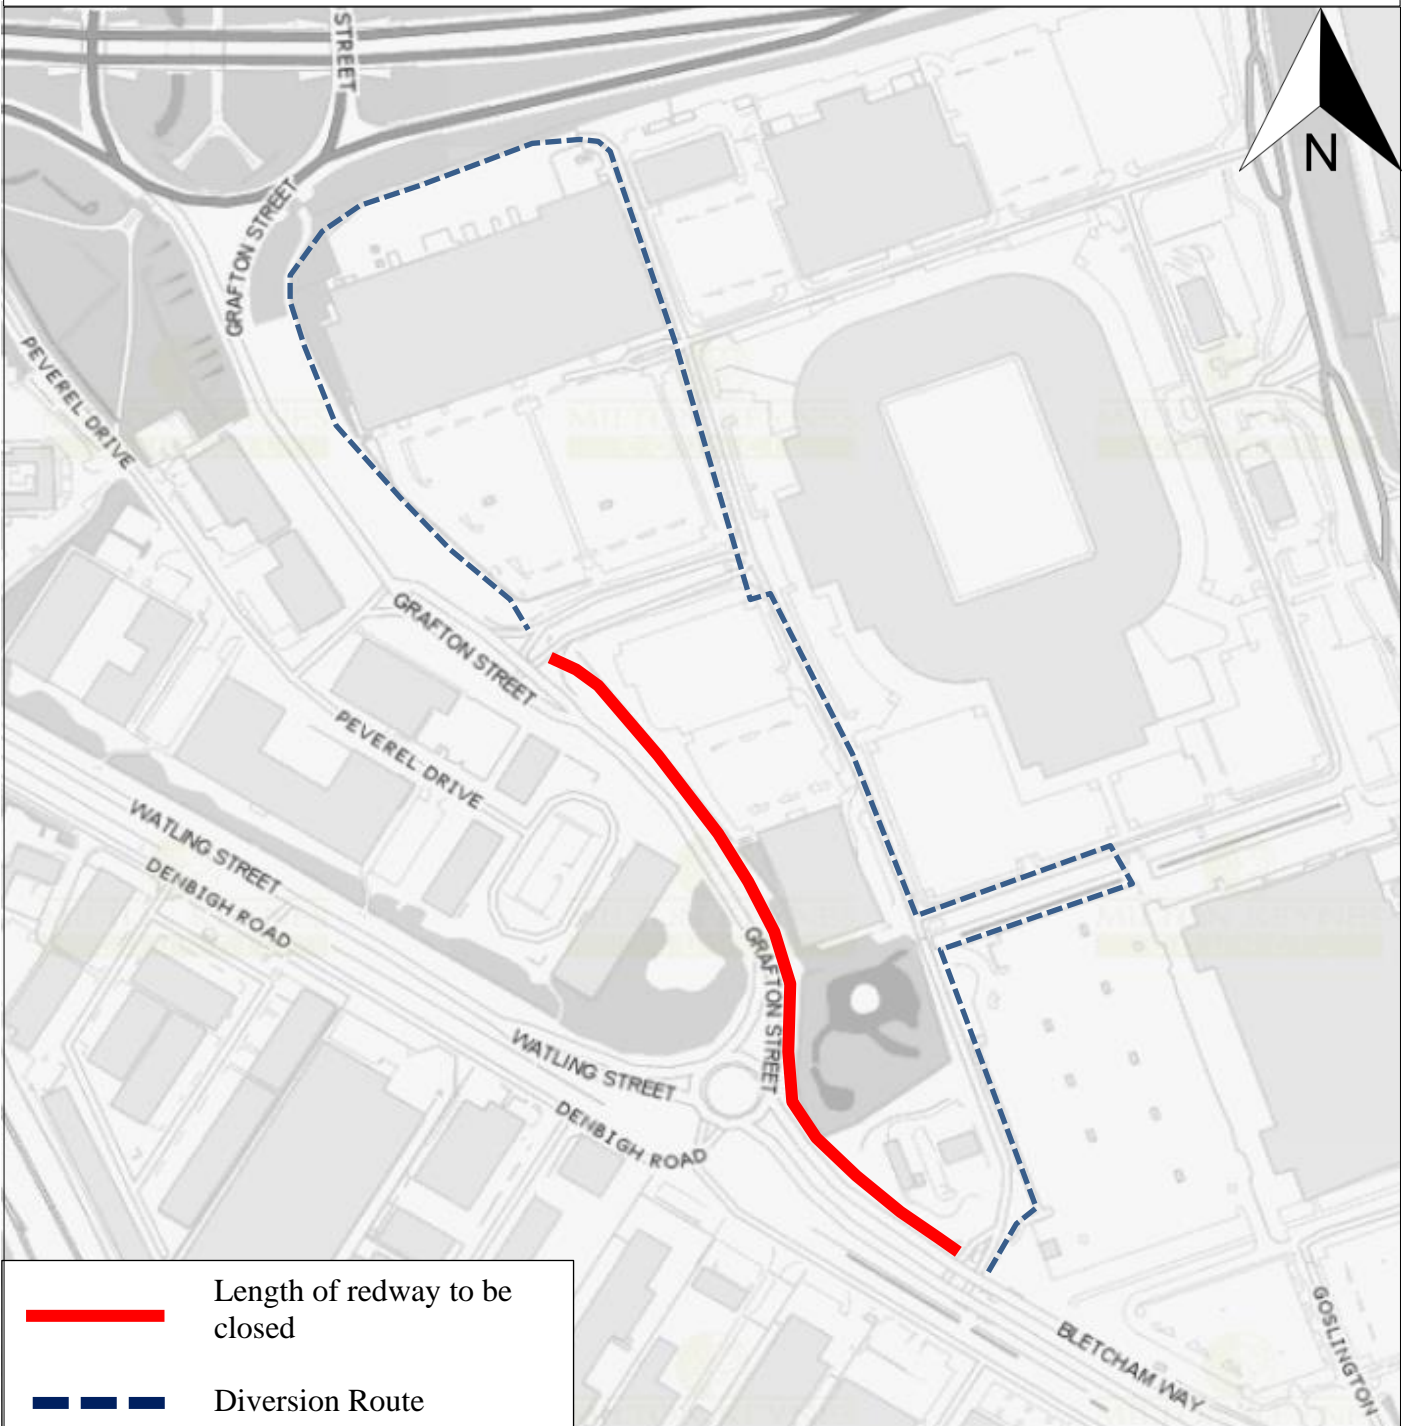 STREET
N
GRAFTON STREET
PEVEREL DRIVE
GRAFTON STREET
PEVEREL DRIVE
WATLING STREET
DENBIGH ROAD
GRAFTON STREET
WATLING STREET
DENBIGH ROAD
BLETCHAM WAY
GOSLINGTON
Length of redway to be
closed
Diversion Route